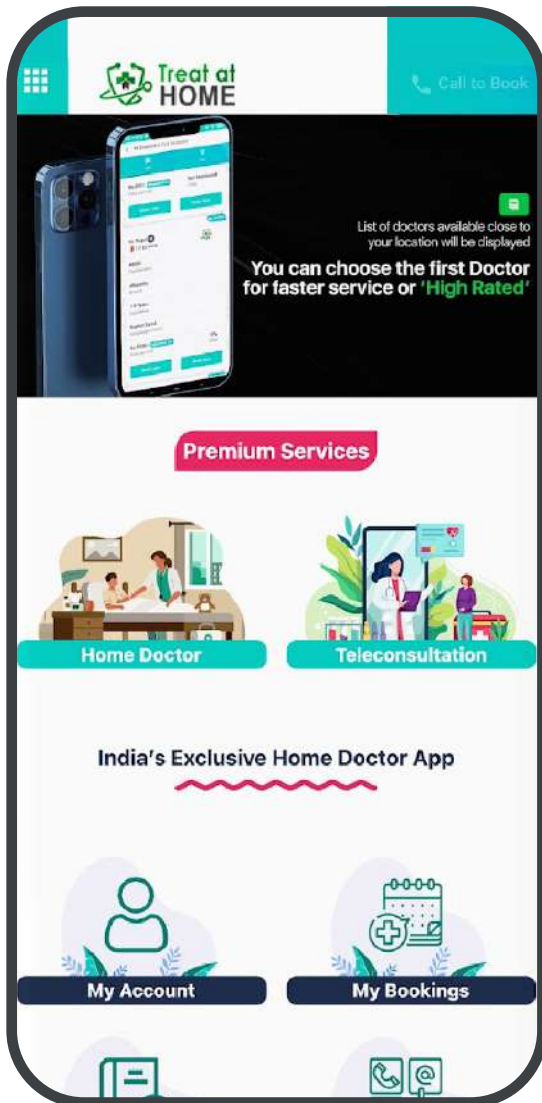 Treat at
HOME
Call to Book
List of doctors available close to
your location will be displayed
You can choose the first Doctor
for faster service or 'High Rated'
Premium Services
Home Doctor
Teleconsultation
India's Exclusive Home Doctor App
My Account
My Bookings